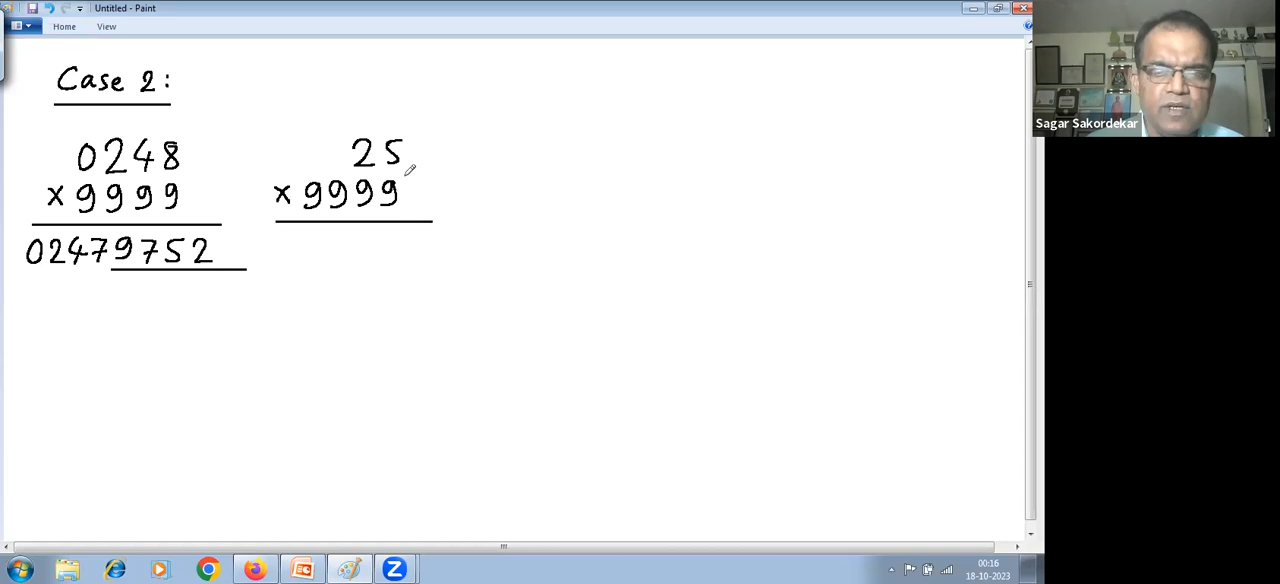 Untitled - Paint
Home View
Case 2:
0248
x 9999
02479752
25
x 9999
Sagar Sakordekar
00:16
18-10-2023